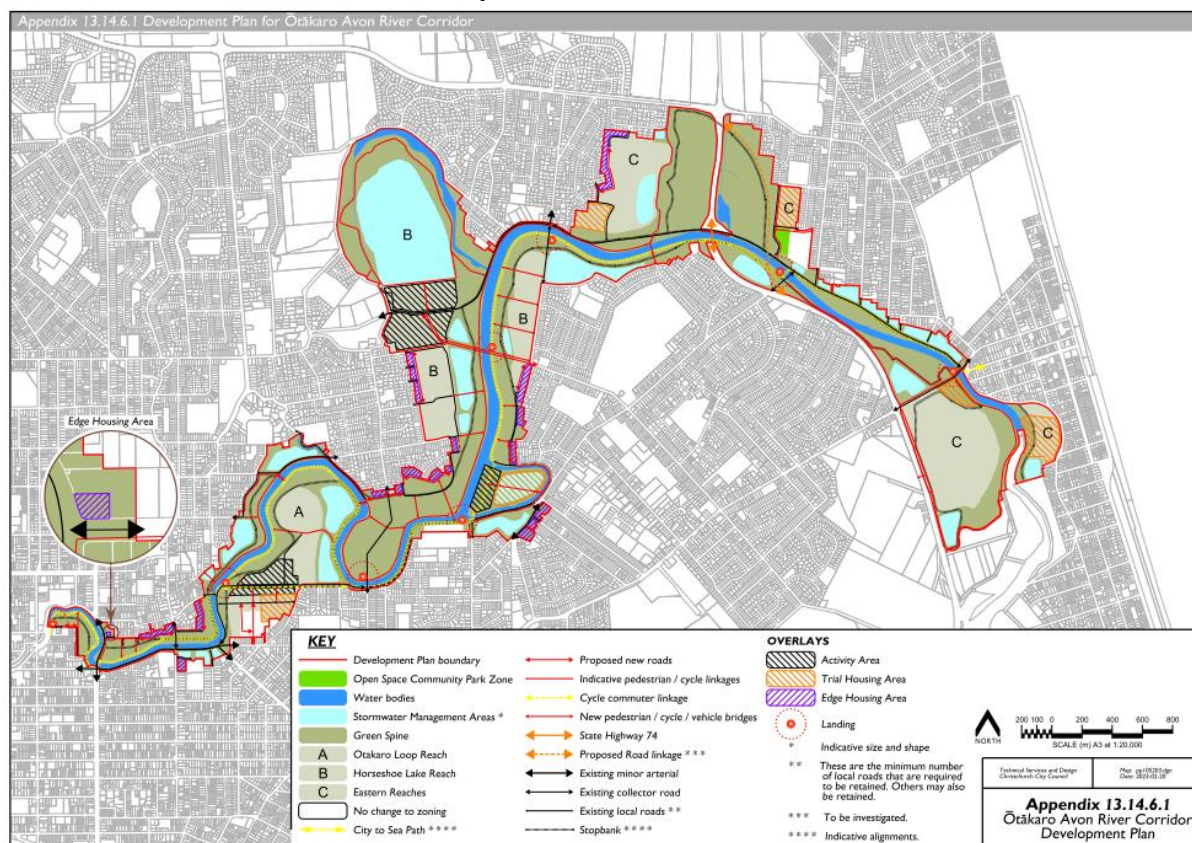 Appendix 13.14.6.1 Development Plan for Ōtākaro Avon River Corridor
C
C
B
B
B
C
C
A
Edge Housing Area
KEY
Development Plan boundary
Open Space Community Park Zone
Water bodies
Stormwater Management Areas *
Green Spine
A Otakaro Loop Reach
B Horseshoe Lake Reach
C Eastern Reaches
No change to zoning
City to Sea Path ****
Proposed new roads
Indicative pedestrian / cycle linkages
Cycle commuter linkage
New pedestrian / cycle / vehicle bridges
State Highway 74
Proposed Road linkage ***
Existing minor arterial
Existing collector road
Existing local roads **
Stopbank ****
OVERLAYS
Activity Area
Trial Housing Area
Edge Housing Area
Landing
* Indicative size and shape
** These are the minimum number
of local roads that are required
to be retained. Others may also
be retained.
*** To be investigated.
**** Indicative alignments.
NORTH
200 100 0 200 400 600 800
SCALE (m) A3 at 1:20,000
Technical Services and Design
Christchurch City Council
Appendix 13.14.6.1
Ōtākaro Avon River Corridor
Development Plan